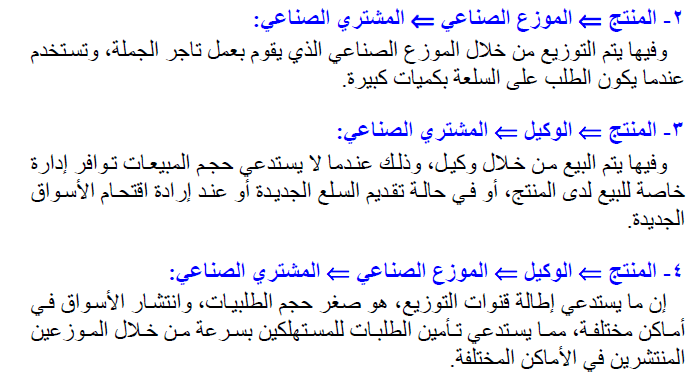 ٢- المنتج ⇐ الموزع الصناعي ⇐ المشتري الصناعي:
وفيها يتم التوزيع من خلال الموزع الصناعي الذي يقوم بعمل تاجر الجملة، وتستخدم
عندما يكون الطلب على السلعة بكميات كبيرة.
٣- المنتج ⇐ الوكيل ⇐ المشتري الصناعي:
وفيها يتم البيع من خلال وكيل، وذلك عندما لا يستدعي حجم المبيعات توافر إدارة
خاصة للبيع لدى المنتج، أو في حالة تقديم السلع الجديدة أو عند إرادة اقتحام الأسواق
الجديدة.
٤- المنتج ⇐ الوكيل ⇐ الموزع الصناعي ⇐ المشتري الصناعي:
إن ما يستدعي إطالة قنوات التوزيع، هو صغر حجم الطلبيات، وانتشار الأسواق في
أماكن مختلفة، مما يستدعي تأمين الطلبات للمستهلكين بسرعة من خلال الموزعين
المنتشرين في الأماكن المختلفة.